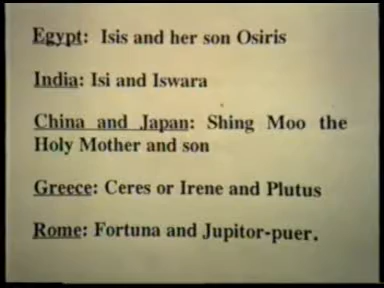 Egypt: Isis and her son Osiris
India: Isi and Iswara
China and Japan: Shing Moo the
Holy Mother and son
Greece: Ceres or Irene and Plutus
Rome: Fortuna and Jupitor-puer.